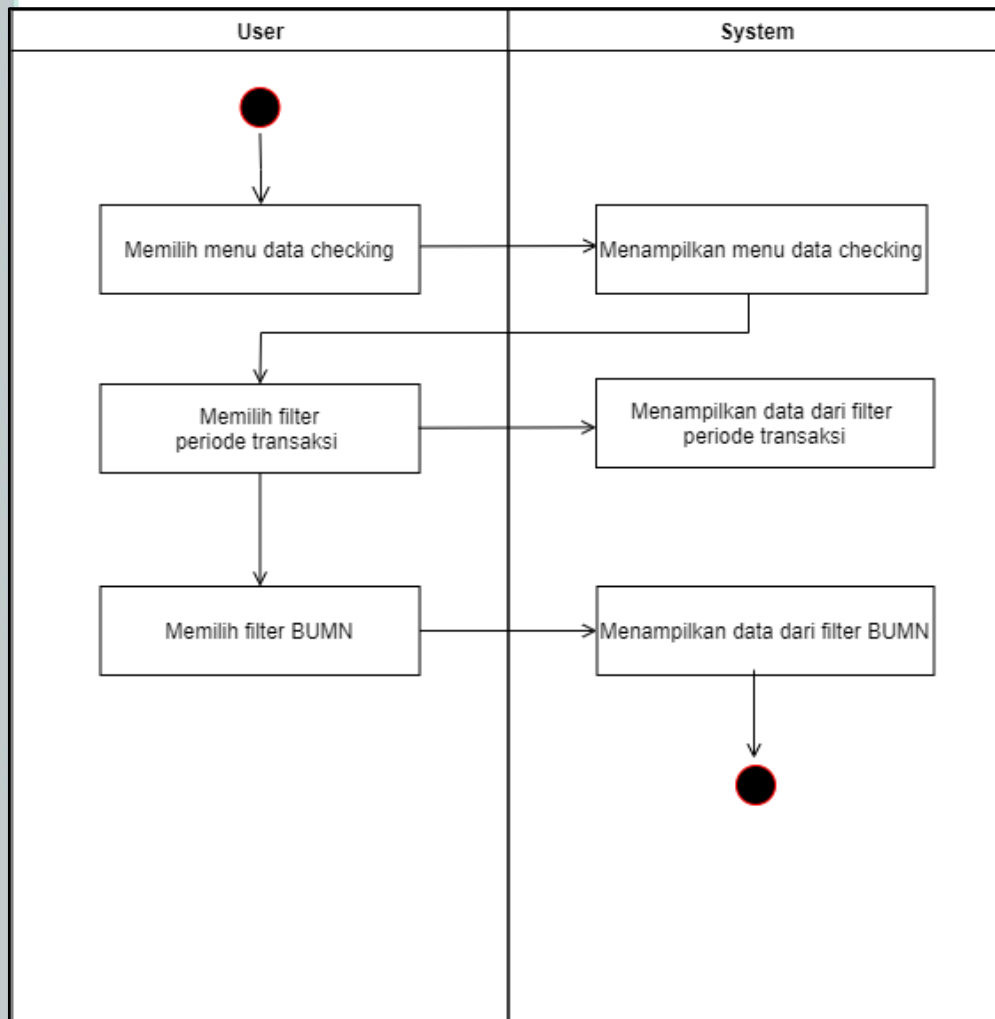 User
System
Memilih menu data checking
Menampilkan menu data checking
Memilih filter
periode transaksi
Menampilkan data dari filter
periode transaksi
Memilih filter BUMN
Menampilkan data dari filter BUMN